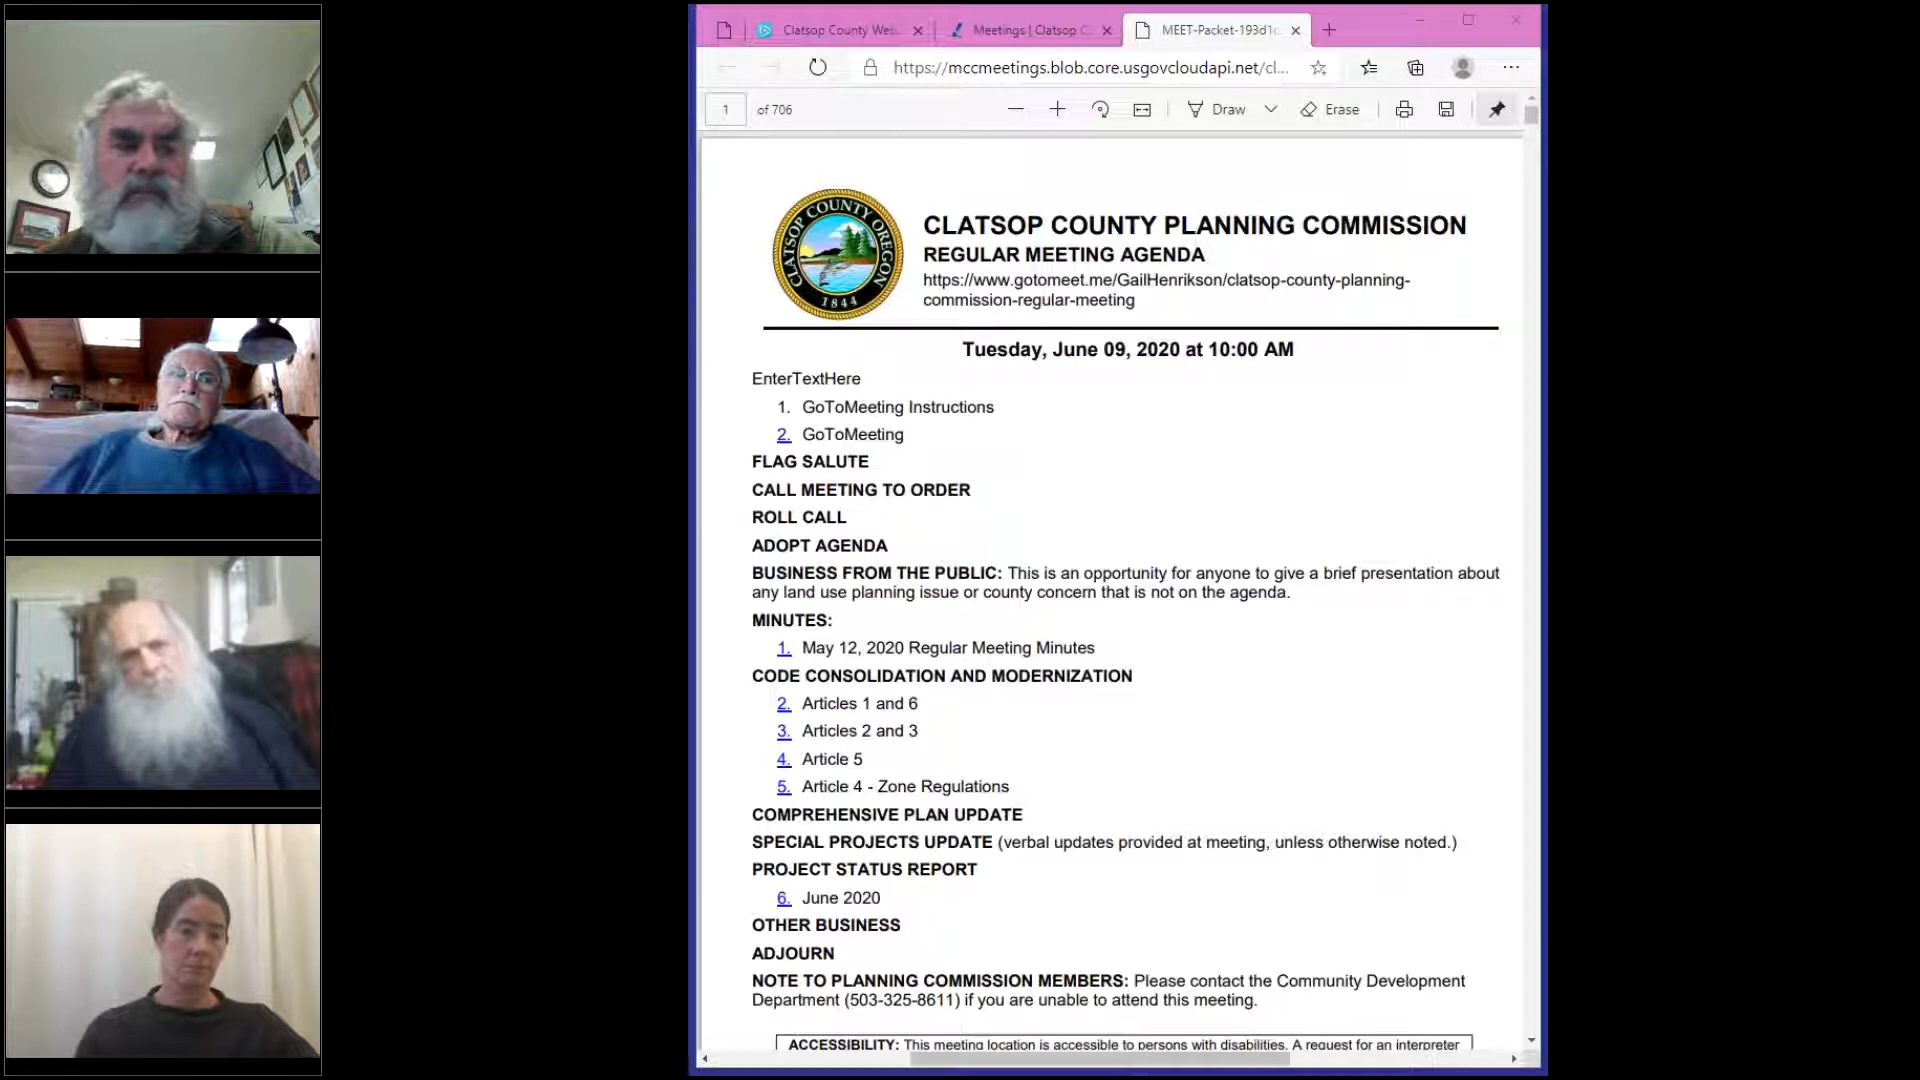 Clatsop County Web
Meetings | Clatsop C
MEET-Packet-193d1c
https://mccmeetings.blob.core.usgovcloudapi.net/cl...
1 of 706
Draw
Erase
CLATSOP COUNTY OREGON
1844
CLATSOP COUNTY PLANNING COMMISSION
REGULAR MEETING AGENDA
https://www.gotomeet.me/GailHenrikson/clatsop-county-planning-
commission-regular-meeting
Tuesday, June 09, 2020 at 10:00 AM
EnterTextHere
1. GoToMeeting Instructions
2. GoToMeeting
FLAG SALUTE
CALL MEETING TO ORDER
ROLL CALL
ADOPT AGENDA
BUSINESS FROM THE PUBLIC: This is an opportunity for anyone to give a brief presentation about
any land use planning issue or county concern that is not on the agenda.
MINUTES:
1. May 12, 2020 Regular Meeting Minutes
CODE CONSOLIDATION AND MODERNIZATION
2. Articles 1 and 6
3. Articles 2 and 3
4. Article 5
5. Article 4 - Zone Regulations
COMPREHENSIVE PLAN UPDATE
SPECIAL PROJECTS UPDATE (verbal updates provided at meeting, unless otherwise noted.)
PROJECT STATUS REPORT
6. June 2020
OTHER BUSINESS
ADJOURN
NOTE TO PLANNING COMMISSION MEMBERS: Please contact the Community Development
Department (503-325-8611) if you are unable to attend this meeting.
ACCESSIBILITY: This meeting location is accessible to persons with disabilities. A request for an interpreter